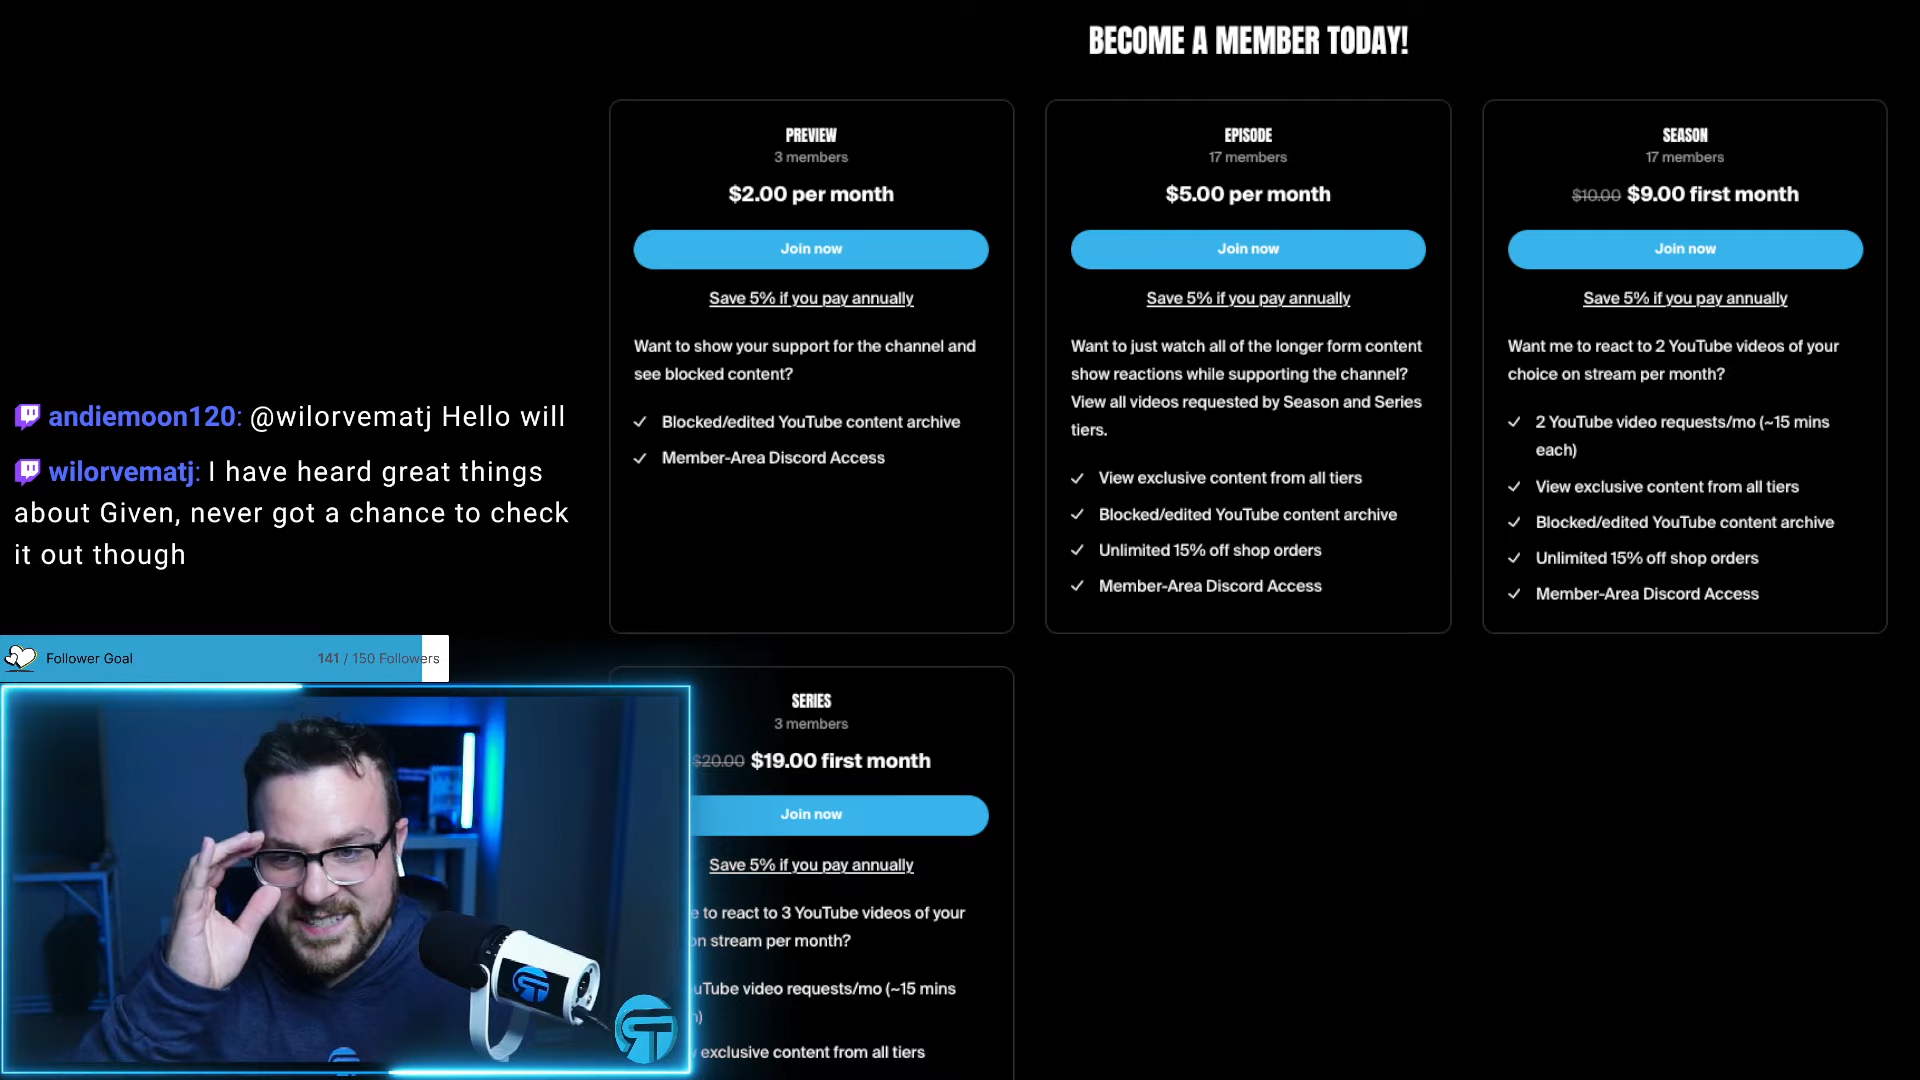 BECOME A MEMBER TODAY!
PREVIEW
3 members
$2.00 per month
Join now
Save 5% if you pay annually
Want to show your support for the channel and
see blocked content?
Blocked/edited YouTube content archive
Member-Area Discord Access
EPISODE
17 members
$5.00 per month
Join now
Save 5% if you pay annually
Want to just watch all of the longer form content
show reactions while supporting the channel?
View all videos requested by Season and Series
tiers.
View exclusive content from all tiers
Blocked/edited YouTube content archive
Unlimited 15% off shop orders
Member-Area Discord Access
SEASON
17 members
$10.00 $9.00 first month
Join now
Save 5% if you pay annually
Want me to react to 2 YouTube videos of your
choice on stream per month?
2 YouTube video requests/mo (~15 mins
each)
View exclusive content from all tiers
Blocked/edited YouTube content archive
Unlimited 15% off shop orders
Member-Area Discord Access
andiemoon120: @wilorvematj Hello will
wilorvematj: I have heard great things
about Given, never got a chance to check
it out though
Follower Goal 141 / 150 Followers
SERIES
3 members
$20.00 $19.00 first month
Join now
Save 5% if you pay annually
to react to 3 YouTube videos of your
on stream per month?
video requests/mo (~15 mins
exclusive content from all tiers